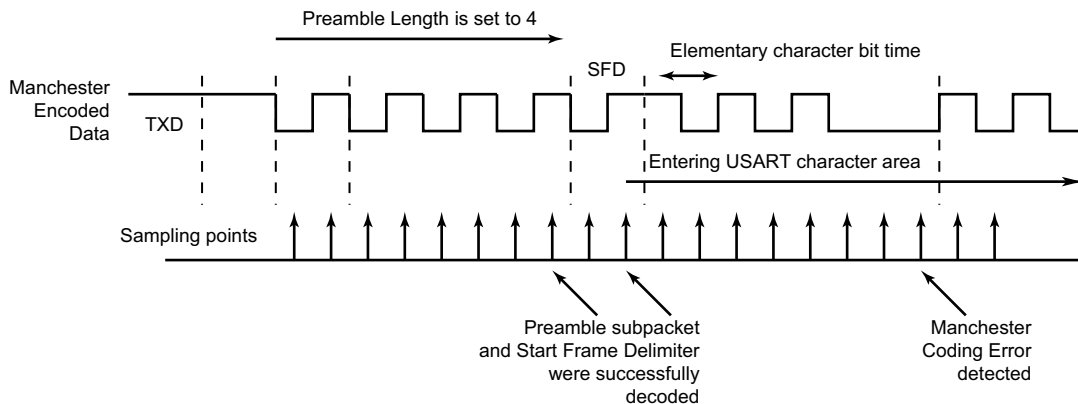 Preamble Length is set to 4
Elementary character bit time
SFD
Manchester
Encoded
Data
TXD
Entering USART character area
Sampling points
Preamble subpacket
and Start Frame Delimiter
were successfully
decoded
Manchester
Coding Error
detected